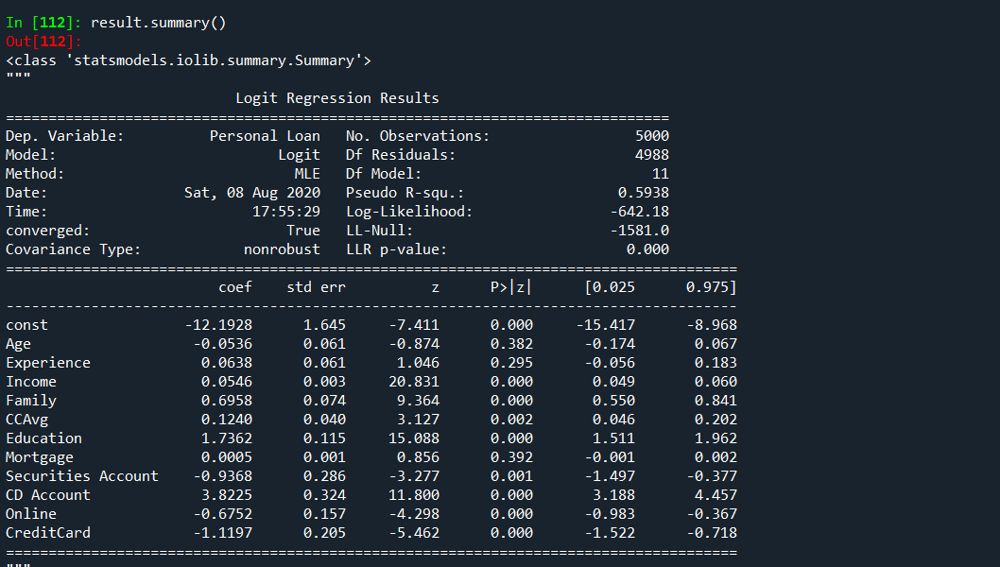 In [112]: result.summary()
Out[112]:
<class 'statsmodels.iolib.summary.Summary'>
"""
                           Logit Regression Results
==============================================================================
Dep. Variable:          Personal Loan   No. Observations:                 5000
Model:                          Logit   Df Residuals:                     4988
Method:                           MLE   Df Model:                           11
Date:                Sat, 08 Aug 2020   Pseudo R-squ.:                  0.5938
Time:                        17:55:29   Log-Likelihood:                -642.18
converged:                       True   LL-Null:                       -1581.0
Covariance Type:            nonrobust   LLR p-value:                     0.000
======================================================================================
                         coef    std err          z      P>|z|      [0.025      0.975]
--------------------------------------------------------------------------------------
const                -12.1928      1.645     -7.411      0.000     -15.417      -8.968
Age                   -0.0536      0.061     -0.874      0.382      -0.174       0.067
Experience             0.0638      0.061      1.046      0.295      -0.056       0.183
Income                 0.0546      0.003     20.831      0.000       0.049       0.060
Family                 0.6958      0.074      9.364      0.000       0.550       0.841
CCAvg                  0.1240      0.040      3.127      0.002       0.046       0.202
Education              1.7362      0.115     15.088      0.000       1.511       1.962
Mortgage               0.0005      0.001      0.856      0.392      -0.001       0.002
Securities Account    -0.9368      0.286     -3.277      0.001      -1.497      -0.377
CD Account             3.8225      0.324     11.800      0.000       3.188       4.457
Online                -0.6752      0.157     -4.298      0.000      -0.983      -0.367
CreditCard            -1.1197      0.205     -5.462      0.000      -1.522      -0.718
======================================================================================
"""